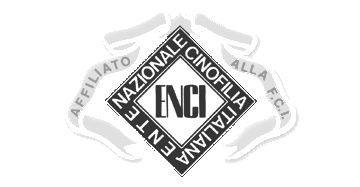 AFFILIATO
ALLA F.C.I.
ENTE NAZIONALE
CINOFILIA ITALIANA
ENCI